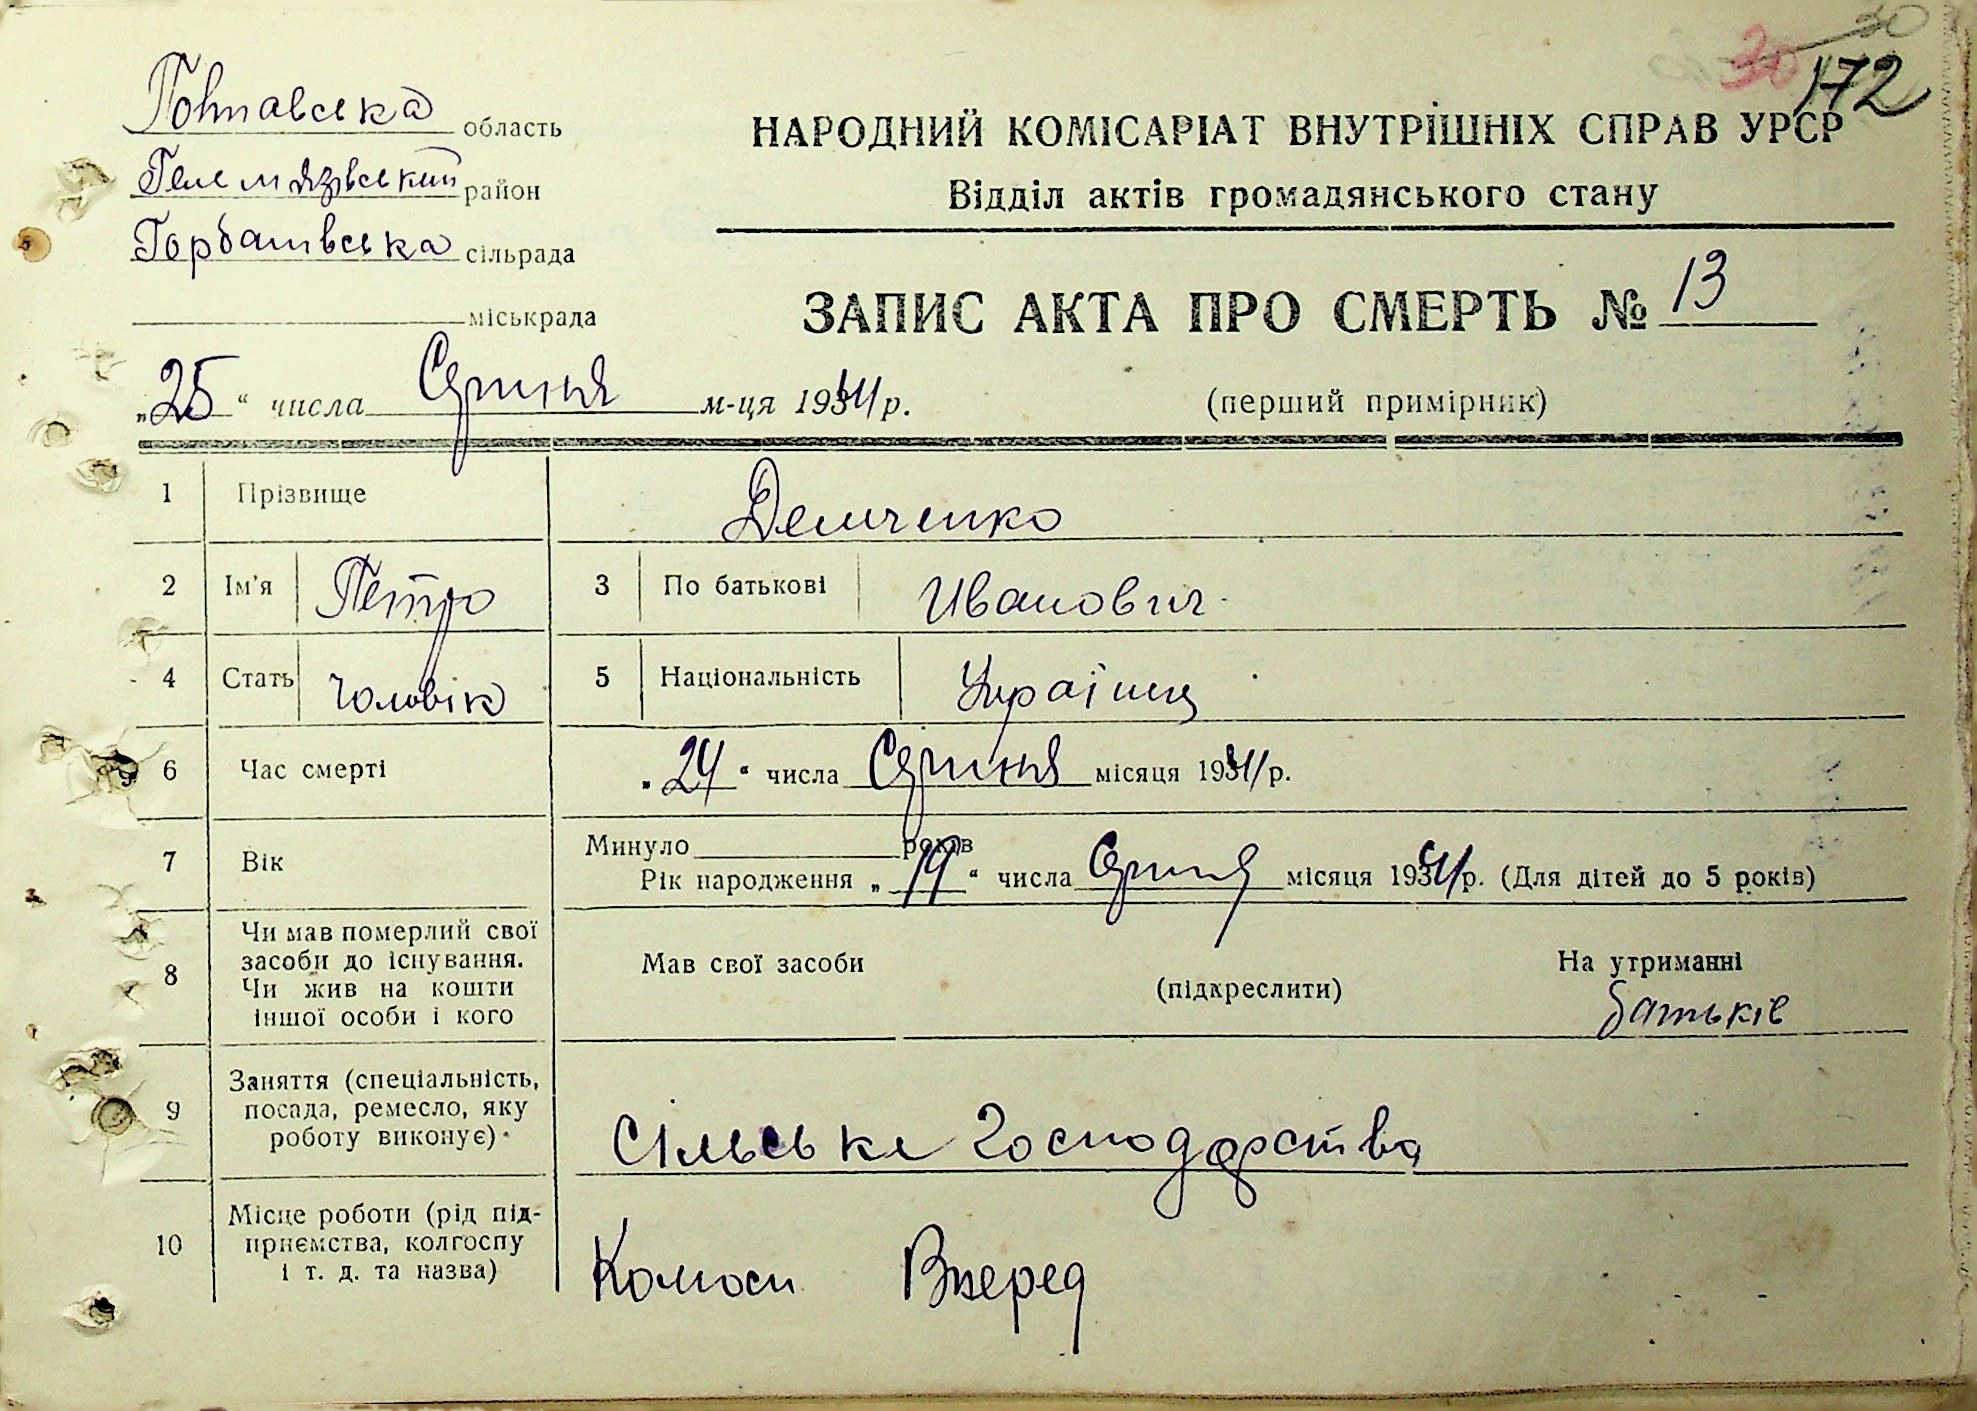 30
30
172
Полтавська область
Гельмязівський район
Горбатівська сільрада
міськрада
НАРОДНИЙ КОМІСАРІАТ ВНУТРІШНІХ СПРАВ УРСР
Відділ актів громадянського стану
ЗАПИС АКТА ПРО СМЕРТЬ № 13
„25“ числа Серпня м-ця 1941 р.
(перший примірник)
1 Прізвище Демченко
2 Ім'я Петро 3 По батькові Иванович
4 Стать Чоловік 5 Національність Українц
6 Час смерті „24“ числа Серпня місяця 1941 р.
7 Вік Минуло років
Рік народження „19“ числа Серпня місяця 1941 р. (Для дітей до 5 років)
8 Чи мав померлий свої засоби до існування. Чи жив на кошти іншої особи і кого
Мав свої засоби (підкреслити) На утриманні
батьків
9 Заняття (спеціальність, посада, ремесло, яку роботу виконує)
Сільське Господарства
10 Місце роботи (рід підприємства, колгоспу і т. д. та назва)
Колгосп Вперед